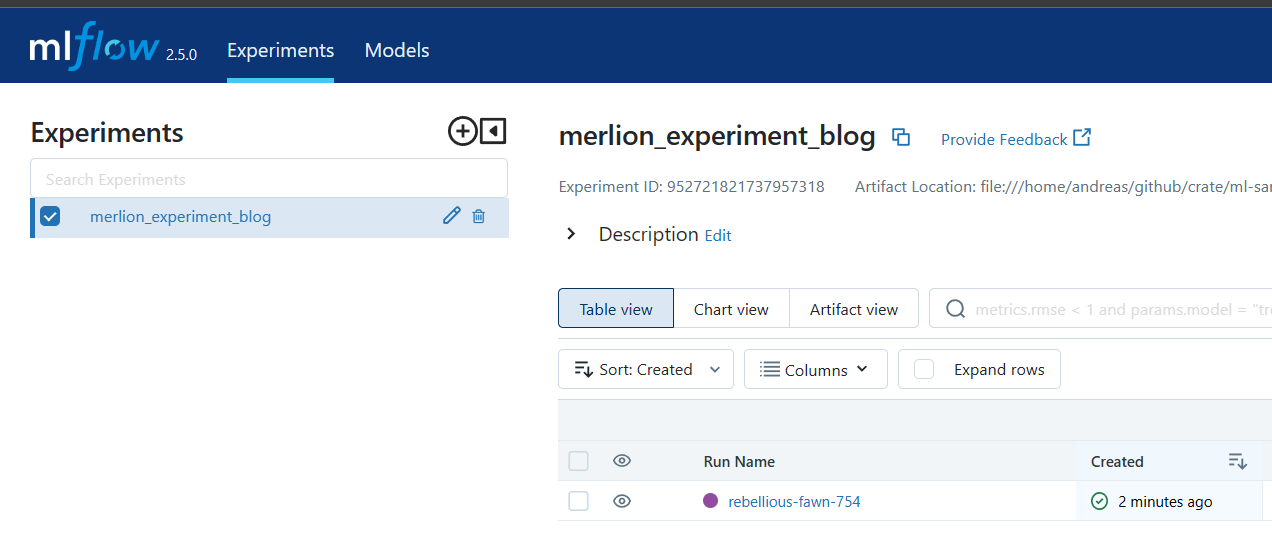 mlflow 2.5.0 Experiments Models
Experiments
Search Experiments
merlion_experiment_blog
merlion_experiment_blog Provide Feedback
Experiment ID: 952721821737957318 Artifact Location: file:///home/andreas/github/crate/ml-sa
Description Edit
Table view Chart view Artifact view metrics.rmse < 1 and params.model = "tr
Sort: Created Columns Expand rows
Run Name Created
rebellious-fawn-754 2 minutes ago